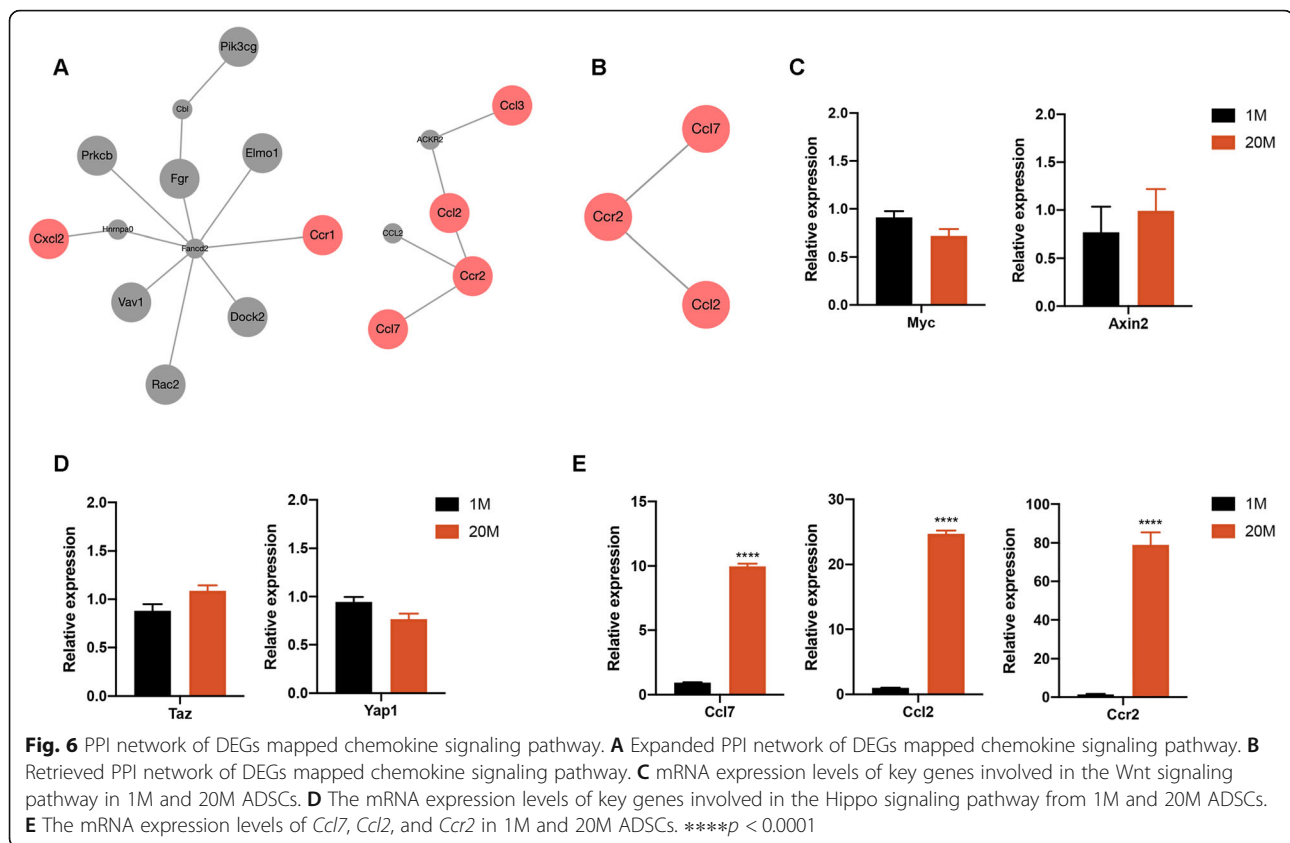 A
B
C
Pik3cg
Cbl
Prkcb
Fgr
Elmo1
Cxcl2
Hnrnpa0
Fancd2
Ccr1
Vav1
Dock2
Rac2
Ccl3
ACKR2
Ccl2
CCL2
Ccr2
Ccl7
Ccl7
Ccr2
Ccl2
Relative expression
2.0
1.5
1.0
0.5
0.0
Myc
Relative expression
2.0
1.5
1.0
0.5
0.0
Axin2
1M
20M
D
Relative expression
2.0
1.5
1.0
0.5
0.0
Taz
Relative expression
2.0
1.5
1.0
0.5
0.0
Yap1
1M
20M
E
Relative expression
15
10
5
0
****
Ccl7
Relative expression
30
20
10
0
****
Ccl2
Relative expression
100
80
60
40
20
0
****
Ccr2
1M
20M
Fig. 6 PPI network of DEGs mapped chemokine signaling pathway. A Expanded PPI network of DEGs mapped chemokine signaling pathway. B
Retrieved PPI network of DEGs mapped chemokine signaling pathway. C mRNA expression levels of key genes involved in the Wnt signaling
pathway in 1M and 20M ADSCs. D The mRNA expression levels of key genes involved in the Hippo signaling pathway from 1M and 20M ADSCs.
E The mRNA expression levels of Ccl7, Ccl2, and Ccr2 in 1M and 20M ADSCs. ****p < 0.0001